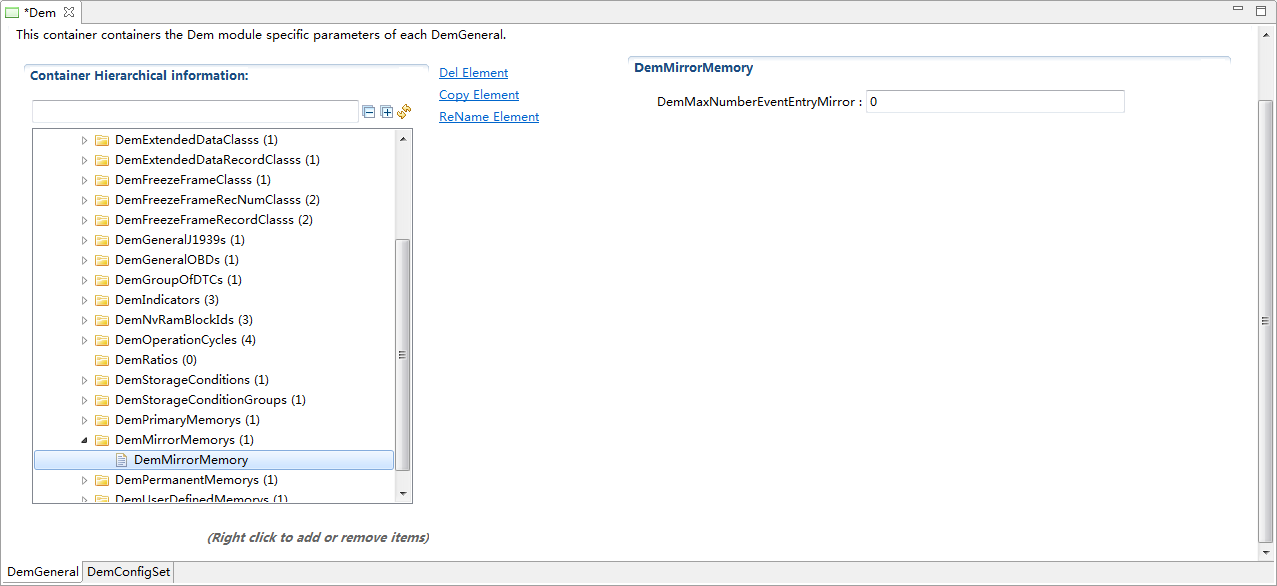 *Dem
This container containers the Dem module specific parameters of each DemGeneral.
Container Hierarchical information:
Del Element
Copy Element
ReName Element
DemMirrorMemory
DemMaxNumberEventEntryMirror : 0
DemExtendedDataClasss (1)
DemExtendedDataRecordClasss (1)
DemFreezeFrameClasss (1)
DemFreezeFrameRecNumClasss (2)
DemFreezeFrameRecordClasss (2)
DemGeneralJ1939s (1)
DemGeneralOBDs (1)
DemGroupOfDTCs (1)
DemIndicators (3)
DemNvRamBlockIds (3)
DemOperationCycles (4)
DemRatios (0)
DemStorageConditions (1)
DemStorageConditionGroups (1)
DemPrimaryMemorys (1)
DemMirrorMemorys (1)
DemMirrorMemory
DemPermanentMemorys (1)
DemUserDefinedMemorys (1)
(Right click to add or remove items)
DemGeneral DemConfigSet